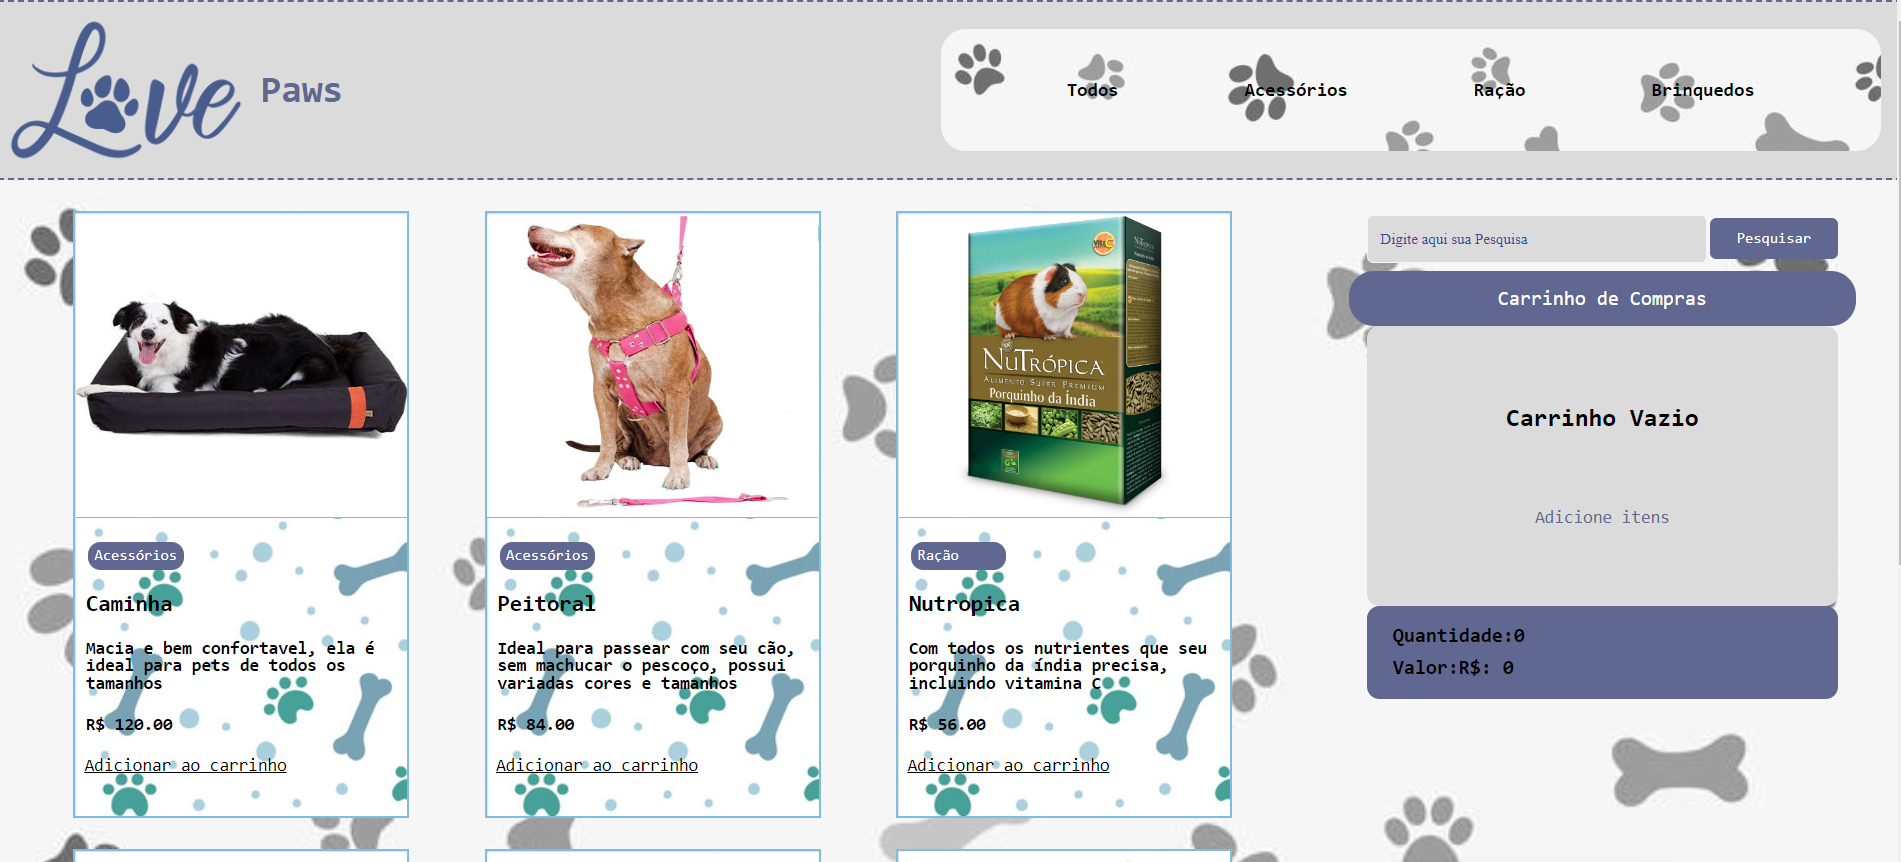 Love Paws
Todos
Acessórios
Ração
Brinquedos
Digite aqui sua Pesquisa
Pesquisar
Carrinho de Compras
Carrinho Vazio
Adicione itens
Quantidade:0
Valor:R$: 0
NUTRÓPICA
ALIMENTO SUPER PREMIUM
Porquinho da Índia
Acessórios
Caminha
Macia e bem confortavel, ela é
ideal para pets de todos os
tamanhos
R$ 120.00
Adicionar ao carrinho
Acessórios
Peitoral
Ideal para passear com seu cão,
sem machucar o pescoço, possui
variadas cores e tamanhos
R$ 84.00
Adicionar ao carrinho
Ração
Nutropica
Com todos os nutrientes que seu
porquinho da índia precisa,
incluindo vitamina C
R$ 56.00
Adicionar ao carrinho